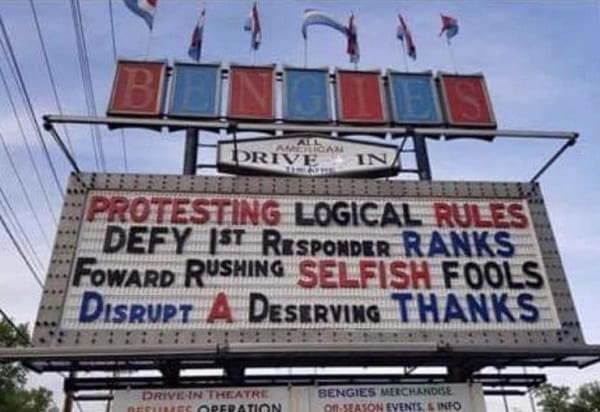 BENGIES
ALL
AMERICAN
DRIVE IN
THEATRE
PROTESTING LOGICAL RULES
DEFY 1ST RESPONDER RANKS
FOWARD RUSHING SELFISH FOOLS
DISRUPT A DESERVING THANKS
DRIVE-IN THEATRE
RESUMES OPERATION
BENGIES MERCHANDISE
Off-SEASON EVENTS, & INFO